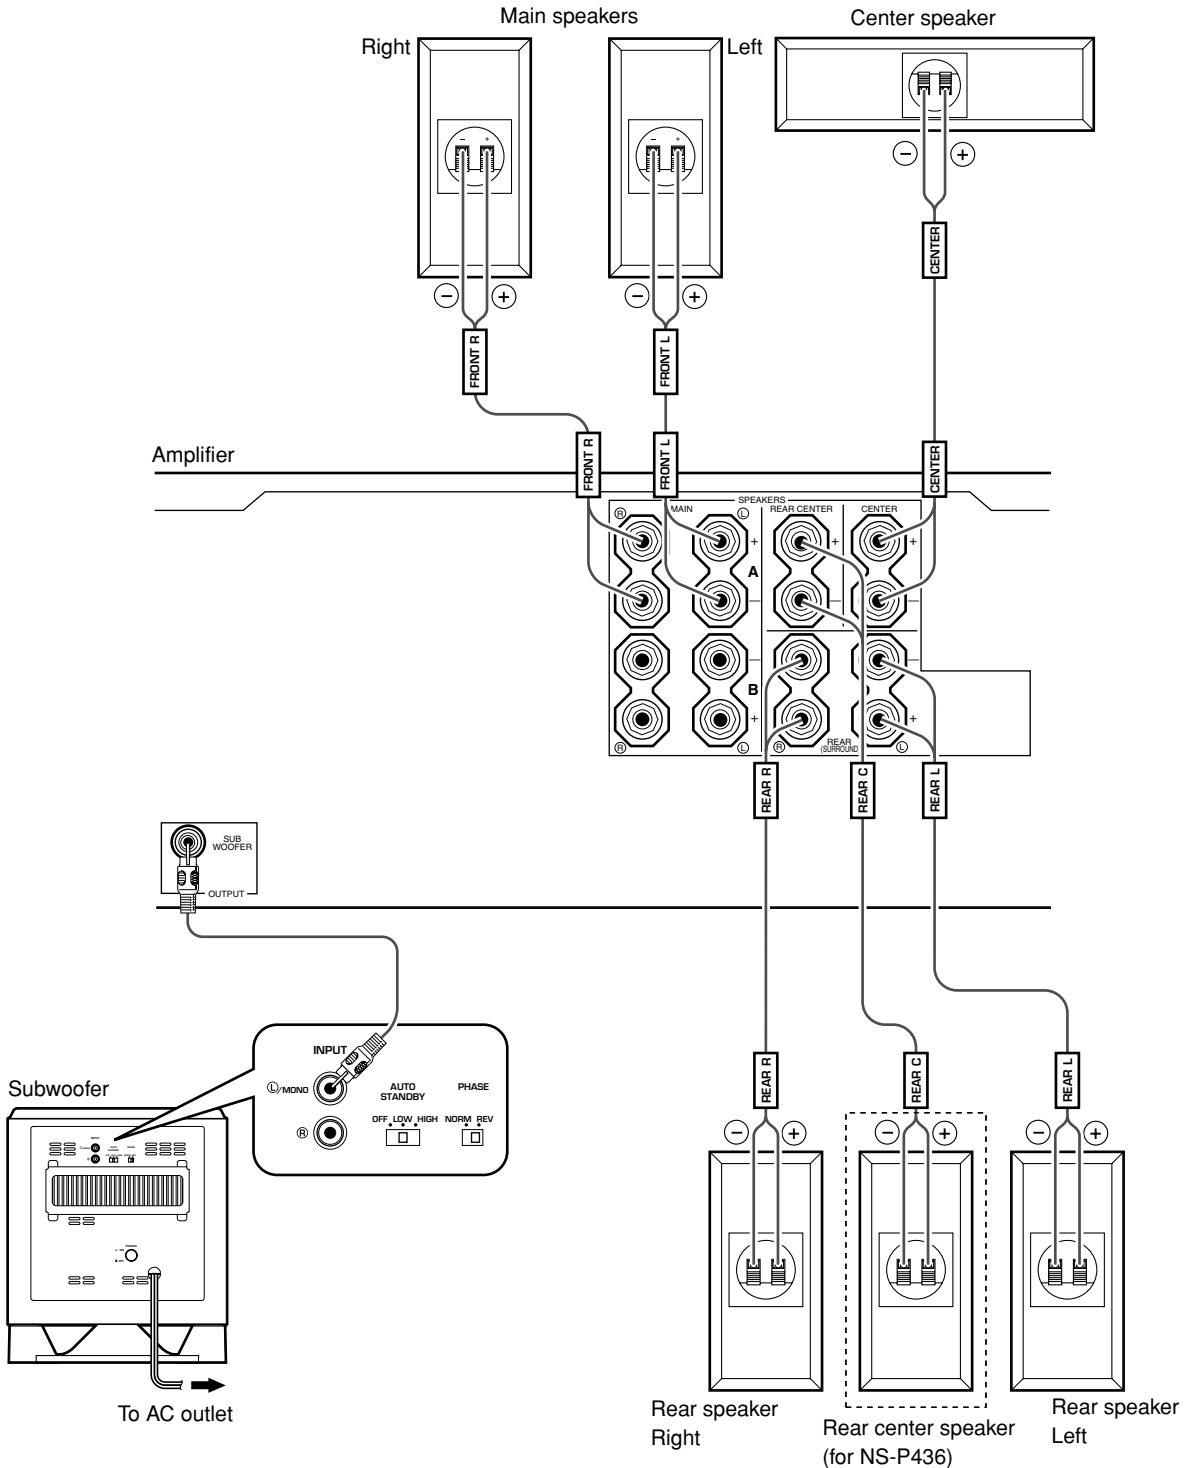 Main speakers
Center speaker
Right
Left
− +
− +
− +
− +
− +
CENTER
FRONT R
FRONT L
Amplifier
FRONT R
FRONT L
CENTER
SPEAKERS
R MAIN L
REAR CENTER
CENTER
+ + +
A
− − −
− −
B
+ +
R L
R REAR L
(SURROUND)
REAR R
REAR C
REAR L
SUB
WOOFER
OUTPUT
INPUT
L/MONO
AUTO
STANDBY
PHASE
R
OFF LOW HIGH
NORM REV
Subwoofer
REAR R
REAR C
REAR L
− +
− +
− +
To AC outlet
Rear speaker
Right
Rear center speaker
(for NS-P436)
Rear speaker
Left